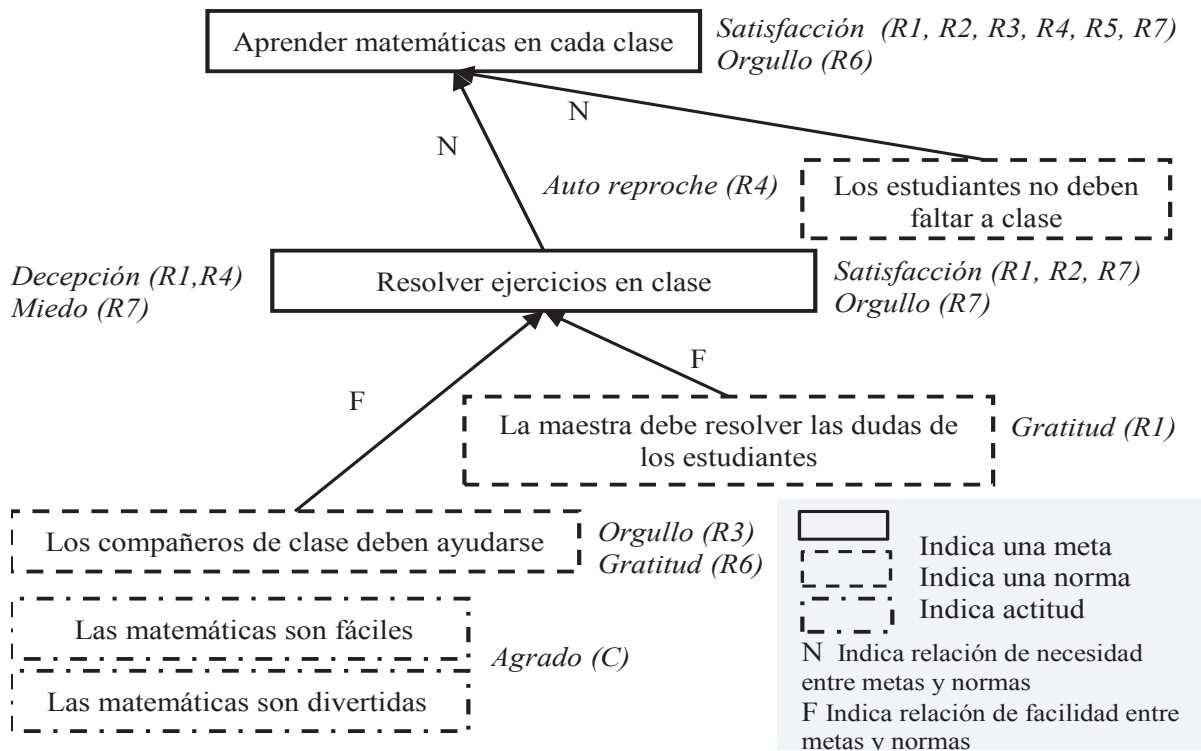 Aprender matemáticas en cada clase
Satisfacción (R1, R2, R3, R4, R5, R7)
Orgullo (R6)
N
N
Auto reproche (R4)
Los estudiantes no deben
faltar a clase
Decepción (R1,R4)
Miedo (R7)
Resolver ejercicios en clase
Satisfacción (R1, R2, R7)
Orgullo (R7)
F
F
La maestra debe resolver las dudas de
los estudiantes
Gratitud (R1)
Los compañeros de clase deben ayudarse
Orgullo (R3)
Gratitud (R6)
Las matemáticas son fáciles
Las matemáticas son divertidas
Agrado (C)
Indica una meta
Indica una norma
Indica actitud
N Indica relación de necesidad
entre metas y normas
F Indica relación de facilidad entre
metas y normas